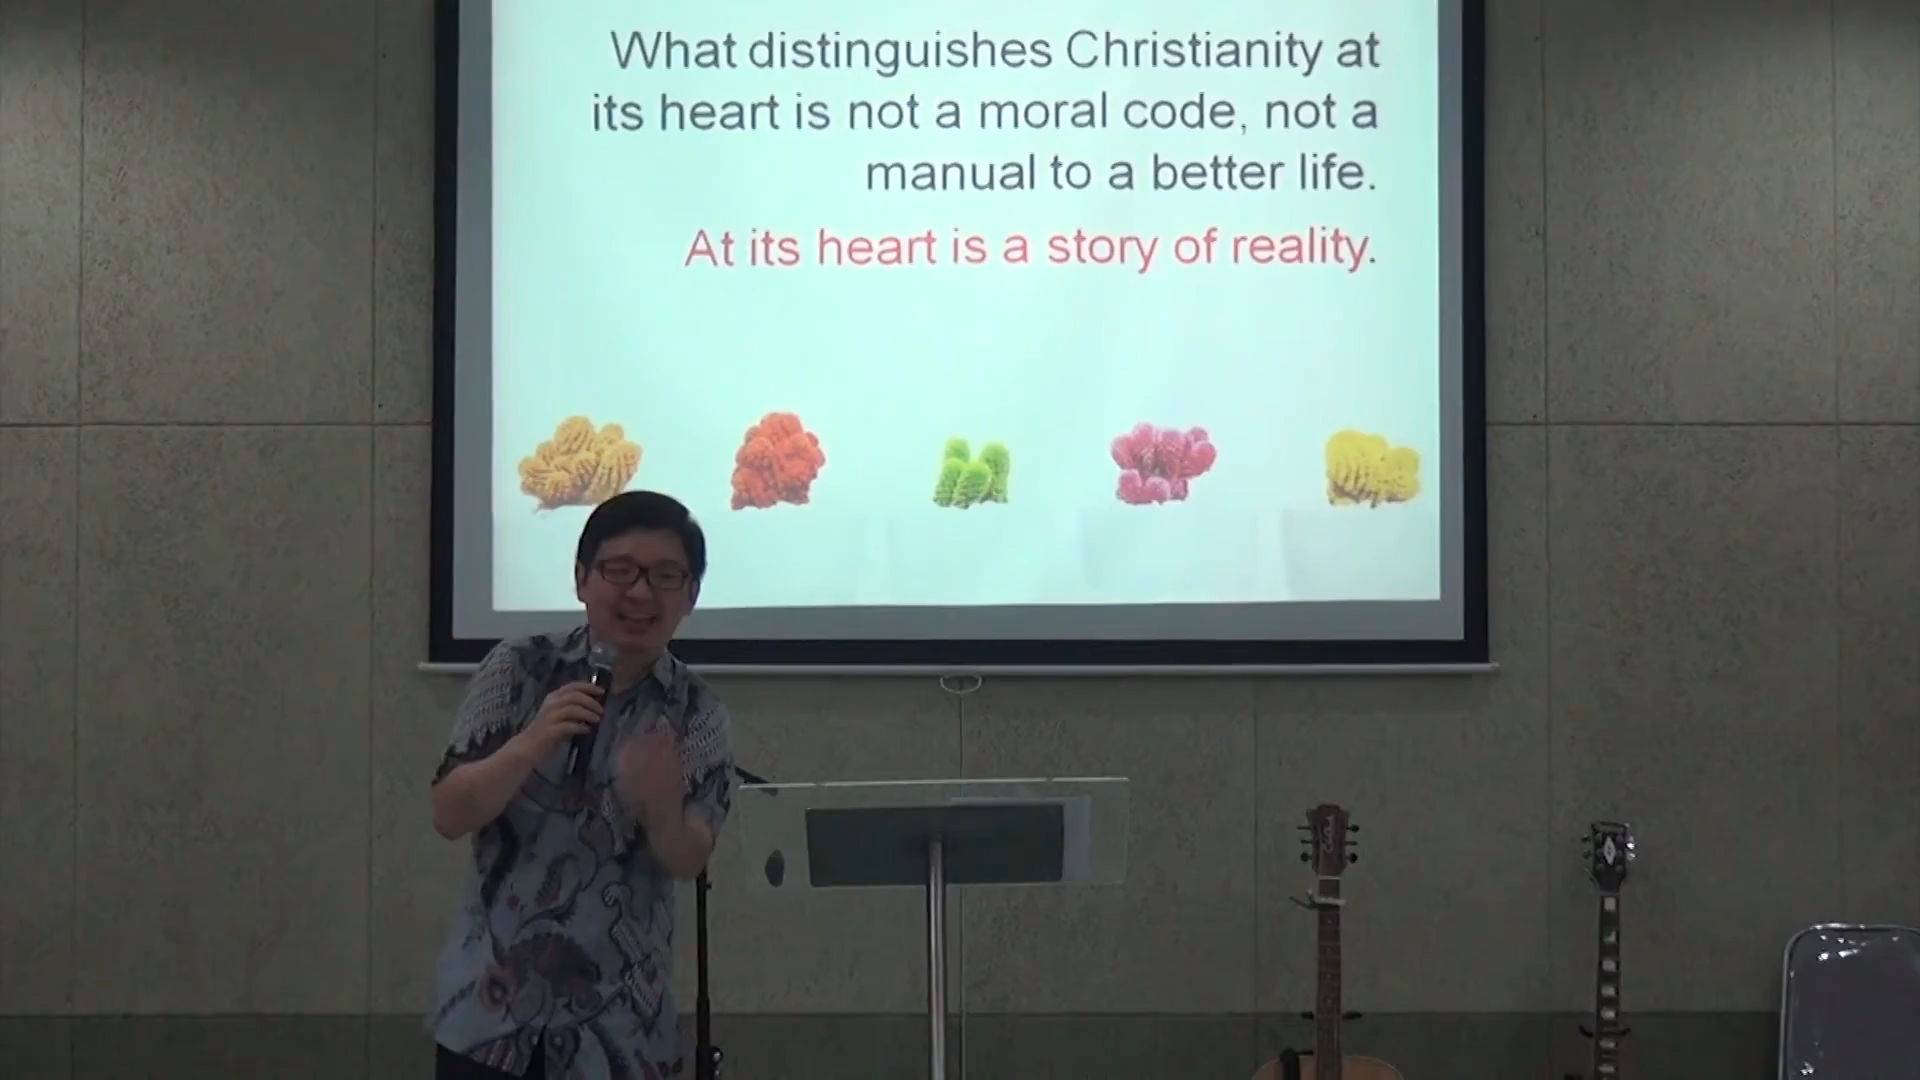 What distinguishes Christianity at
its heart is not a moral code, not a
manual to a better life.
At its heart is a story of reality.